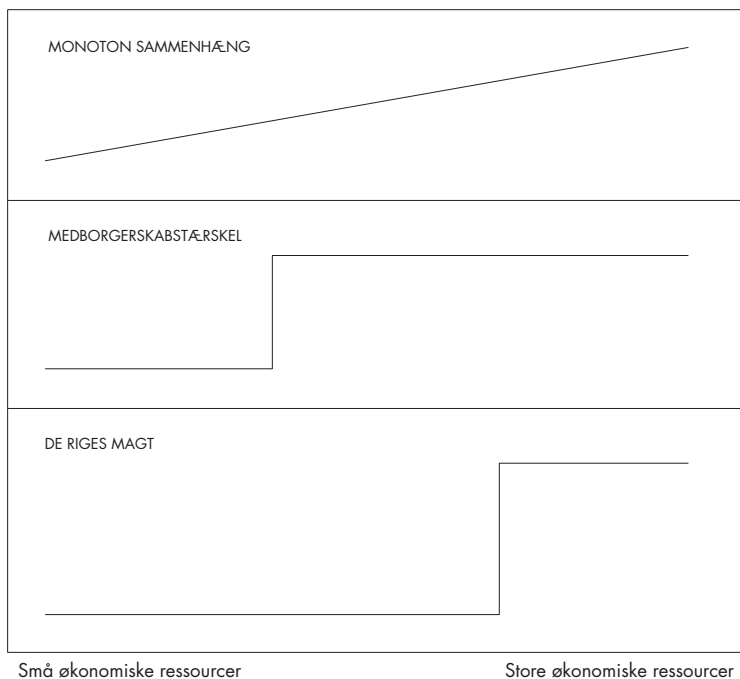 MONOTON SAMMENHÆNG
MEDBORGERSKABSTÆRSKEL
DE RIGES MAGT
Små økonomiske ressourcer
Store økonomiske ressourcer